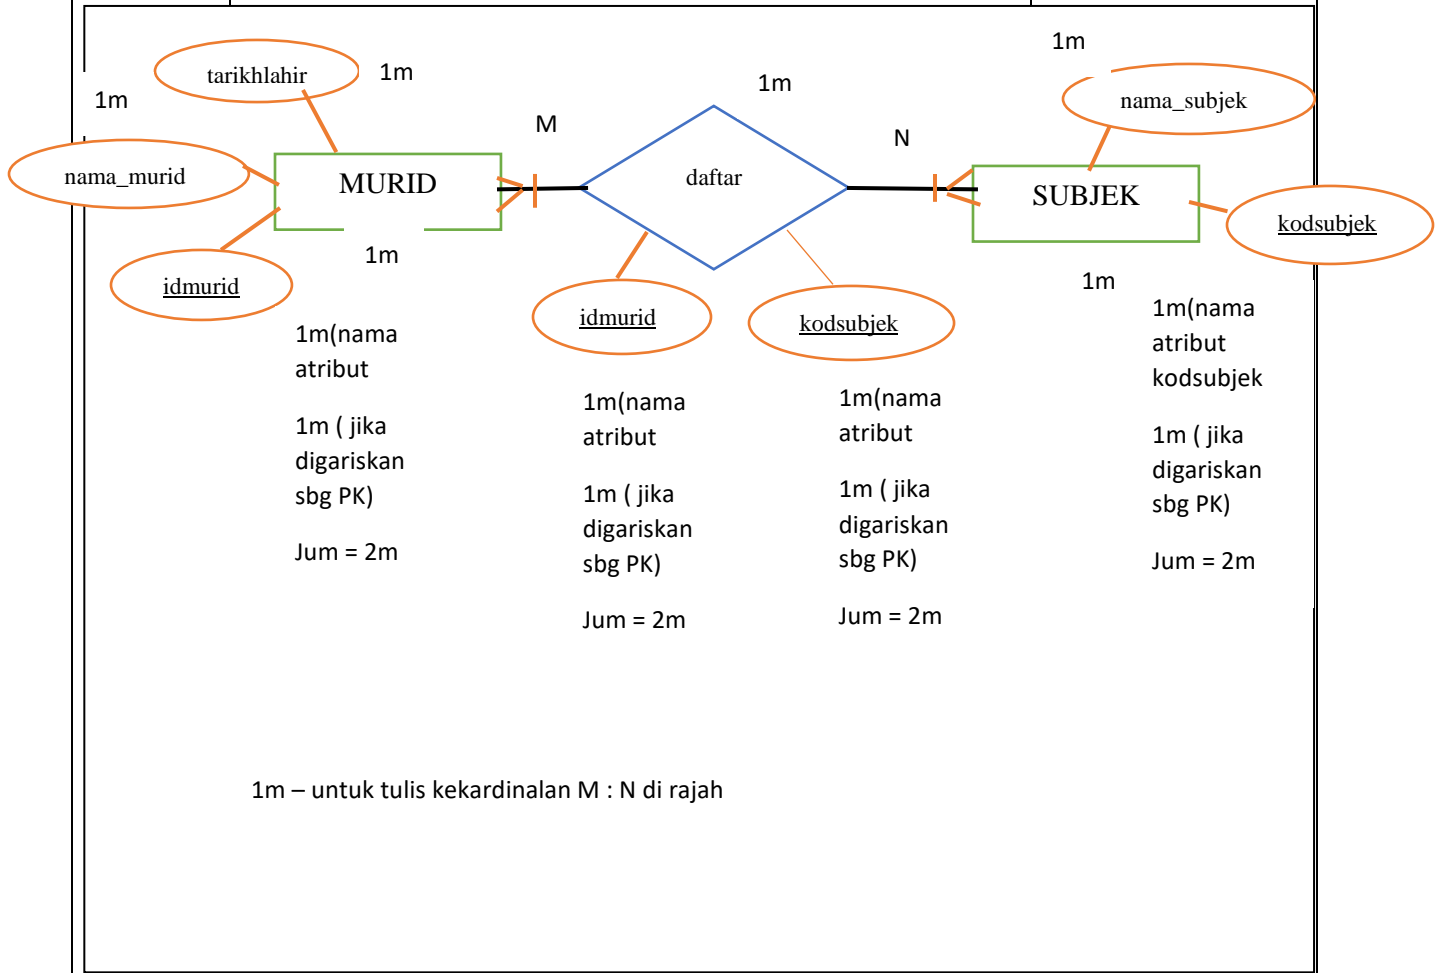 1m
tarikhlahir
1m
1m
1m
nama_subjek
M
N
nama_murid
MURID
daftar
SUBJEK
kodsubjek
1m
idmurid
idmurid
kodsubjek
1m
1m(nama
atribut
1m ( jika
digariskan
sbg PK)
Jum = 2m
1m(nama
atribut
1m ( jika
digariskan
sbg PK)
Jum = 2m
1m(nama
atribut
1m ( jika
digariskan
sbg PK)
Jum = 2m
1m(nama
atribut
kodsubjek
1m ( jika
digariskan
sbg PK)
Jum = 2m
1m – untuk tulis kekardinalan M : N di rajah